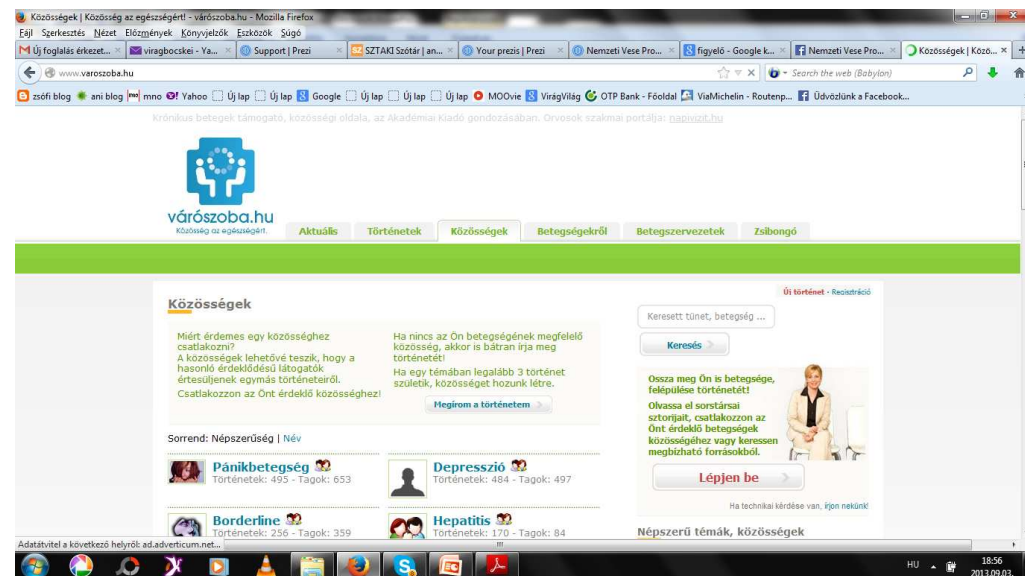 Közösségek | Közösség az egészségért! - várószoba.hu - Mozilla Firefox
Fájl Szerkesztés Nézet Előzmények Könyvjelzők Eszközök Súgó
Új foglalás érkezet... viragbocskei - Ya... Support | Prezi SZTAKI Szótár | an... Your prezis | Prezi Nemzeti Vese Pro... figyelő - Google k... Nemzeti Vese Pro... Közösségek | Közö...
www.varoszoba.hu Search the web (Babylon)
zsófi blog ani blog mno Yahoo Új lap Új lap Google Új lap Új lap Új lap MOOvie VirágVilág OTP Bank - Főoldal ViaMichelin - Routenp... Üdvözlünk a Facebook...
Krónikus betegek támogató, közösségi oldala, az Akadémiai Kiadó gondozásában. Orvosok szakmai portálja: napivizit.hu
várószoba.hu
Közösség az egészségért.
Aktuális Történetek Közösségek Betegségekről Betegszervezetek Zsibongó
Új történet - Regisztráció
Közösségek
Miért érdemes egy közösséghez
csatlakozni?
A közösségek lehetővé teszik, hogy a
hasonló érdeklődésű látogatók
értesüljenek egymás történeteiről.
Csatlakozzon az Önt érdeklő közösséghez!
Ha nincs az Ön betegségének megfelelő
közösség, akkor is bátran írja meg
történetét!
Ha egy témában legalább 3 történet
születik, közösséget hozunk létre.
Megírom a történetem
Keresett tünet, betegség ...
Keresés
Ossza meg Ön is betegsége,
felépülése történetét!
Olvassa el sorstársai
sztorijait, csatlakozzon az
Önt érdeklő betegségek
közösségéhez vagy keressen
megbízható forrásokból.
Lépjen be
Ha technikai kérdése van, írjon nekünk!
Népszerű témák, közösségek
Sorrend: Népszerűség | Név
Pánikbetegség
Történetek: 495 - Tagok: 653
Depresszió
Történetek: 484 - Tagok: 497
Borderline
Történetek: 256 - Tagok: 359
Hepatitis
Történetek: 170 - Tagok: 84
Adatátvitel a következő helyről: ad.adverticum.net...
HU
18:56
2013.09.03.